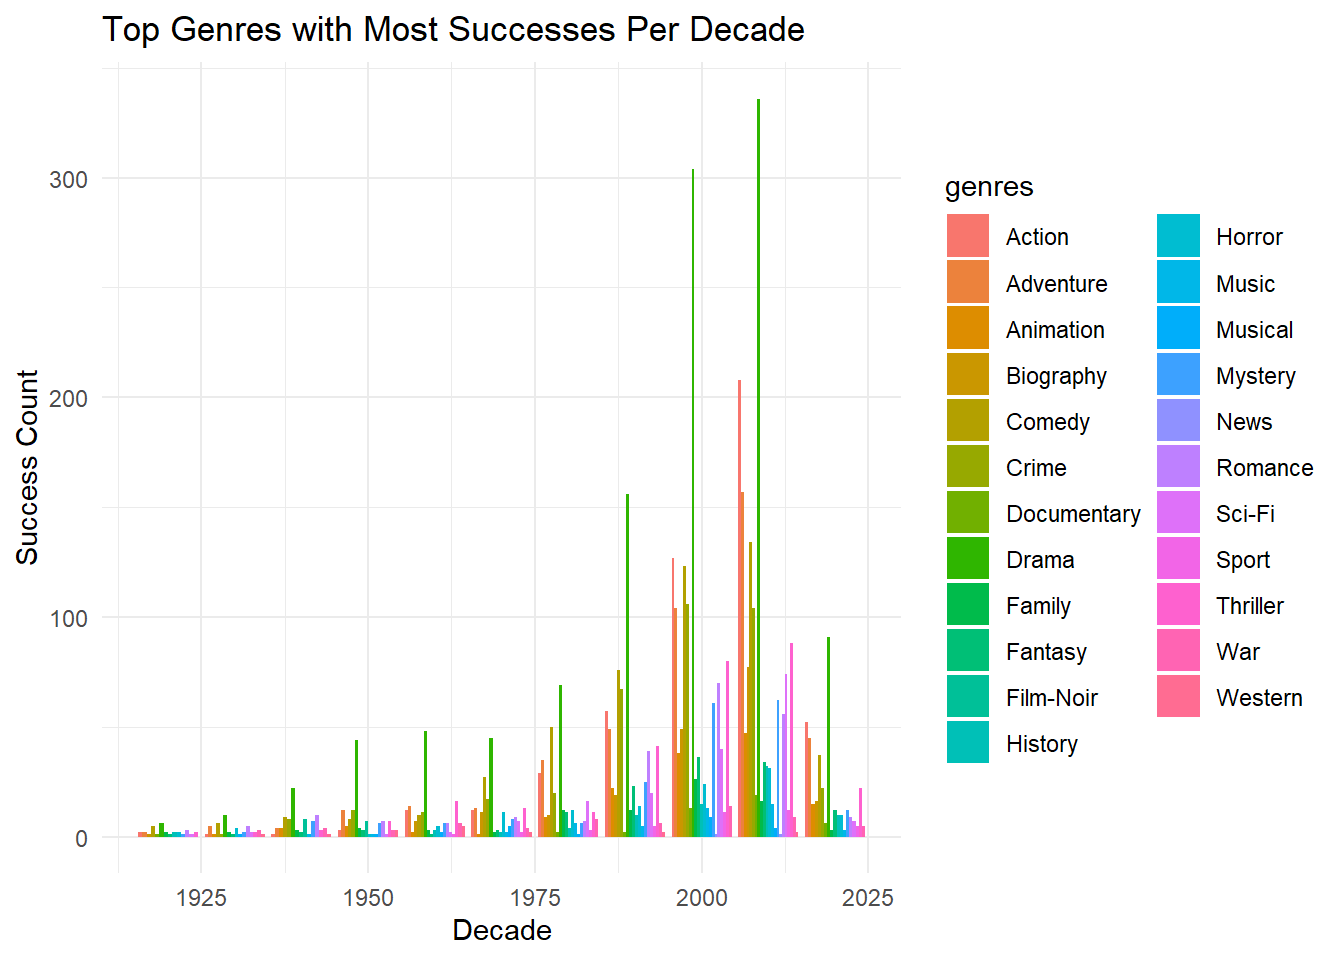 Top Genres with Most Successes Per Decade
300
200
100
0
Success Count
1925
1950
1975
2000
2025
Decade
genres
Action
Adventure
Animation
Biography
Comedy
Crime
Documentary
Drama
Family
Fantasy
Film-Noir
History
Horror
Music
Musical
Mystery
News
Romance
Sci-Fi
Sport
Thriller
War
Western